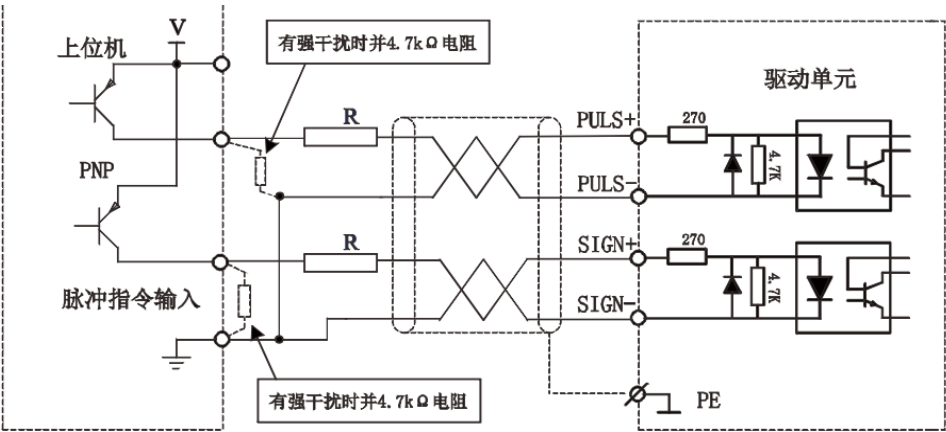 上位机
V
有强干扰时并4.7kΩ电阻
驱动单元
R
PULS+
270
4.7K
PNP
PULS-
R
SIGN+
270
4.7K
脉冲指令输入
SIGN-
有强干扰时并4.7kΩ电阻
PE